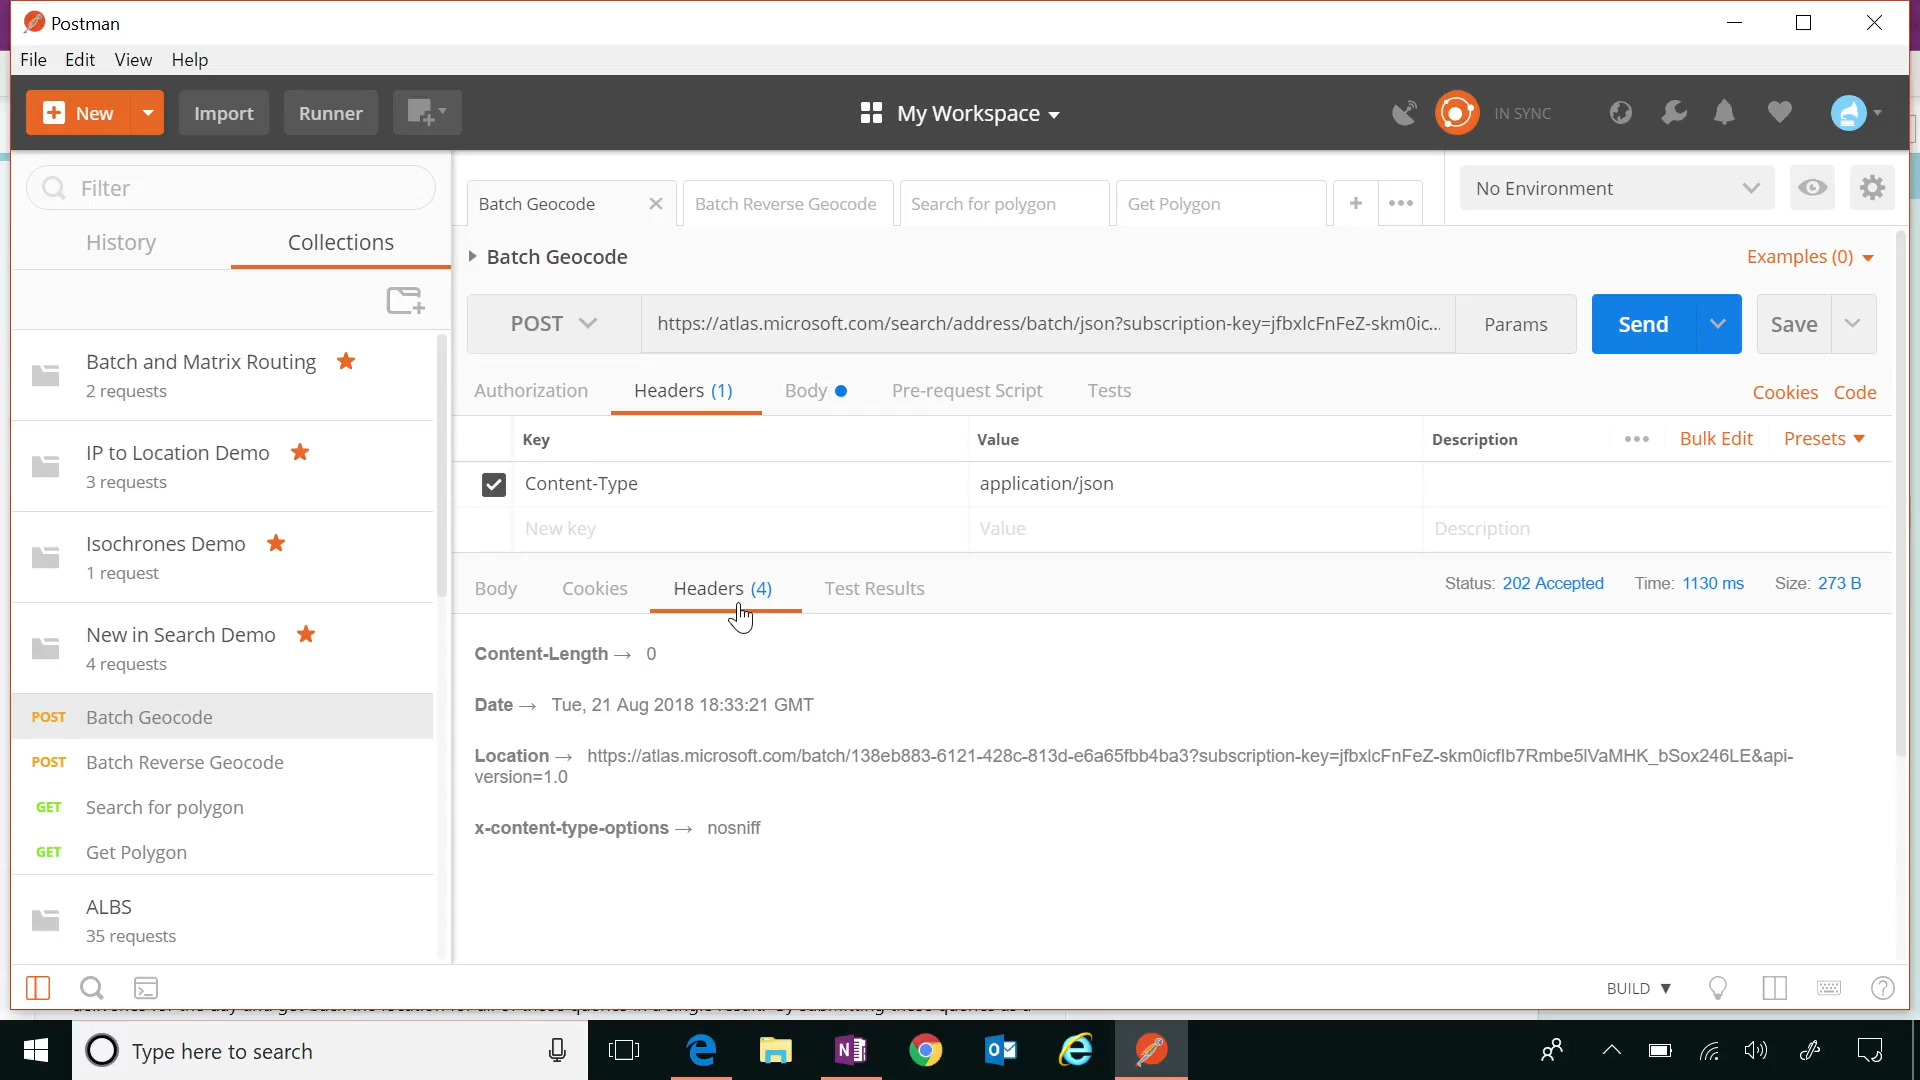 Postman
File Edit View Help
New Import Runner My Workspace IN SYNC
Filter
History Collections
Batch and Matrix Routing
2 requests
IP to Location Demo
3 requests
Isochrones Demo
1 request
New in Search Demo
4 requests
POST Batch Geocode
POST Batch Reverse Geocode
GET Search for polygon
GET Get Polygon
ALBS
35 requests
Batch Geocode Batch Reverse Geocode Search for polygon Get Polygon
No Environment
Batch Geocode
Examples (0)
POST https://atlas.microsoft.com/search/address/batch/json?subscription-key=jfbxlcFnFeZ-skm0ic... Params Send Save
Authorization Headers (1) Body Pre-request Script Tests Cookies Code
Key Value Description Bulk Edit Presets
Content-Type application/json
New key Value Description
Body Cookies Headers (4) Test Results Status: 202 Accepted Time: 1130 ms Size: 273 B
Content-Length → 0
Date → Tue, 21 Aug 2018 18:33:21 GMT
Location → https://atlas.microsoft.com/batch/138eb883-6121-428c-813d-e6a65fbb4ba3?subscription-key=jfbxlcFnFeZ-skm0icflb7Rmbe5lVaMHK_bSox246LE&api-
version=1.0
x-content-type-options → nosniff
BUILD
Type here to search